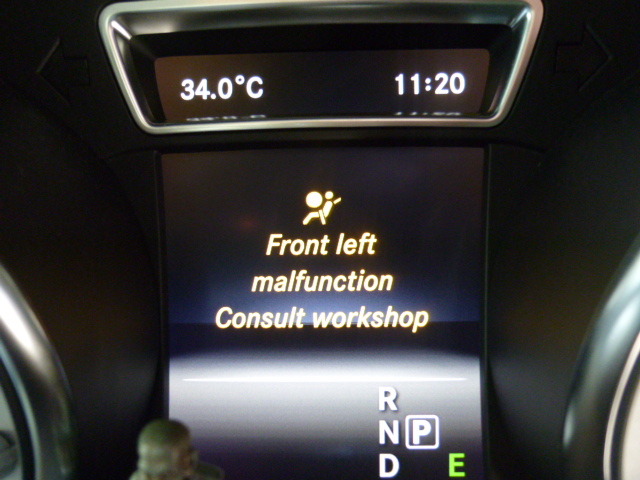 34.0°C 11:20
Front left
malfunction
Consult workshop
R
N P
D E